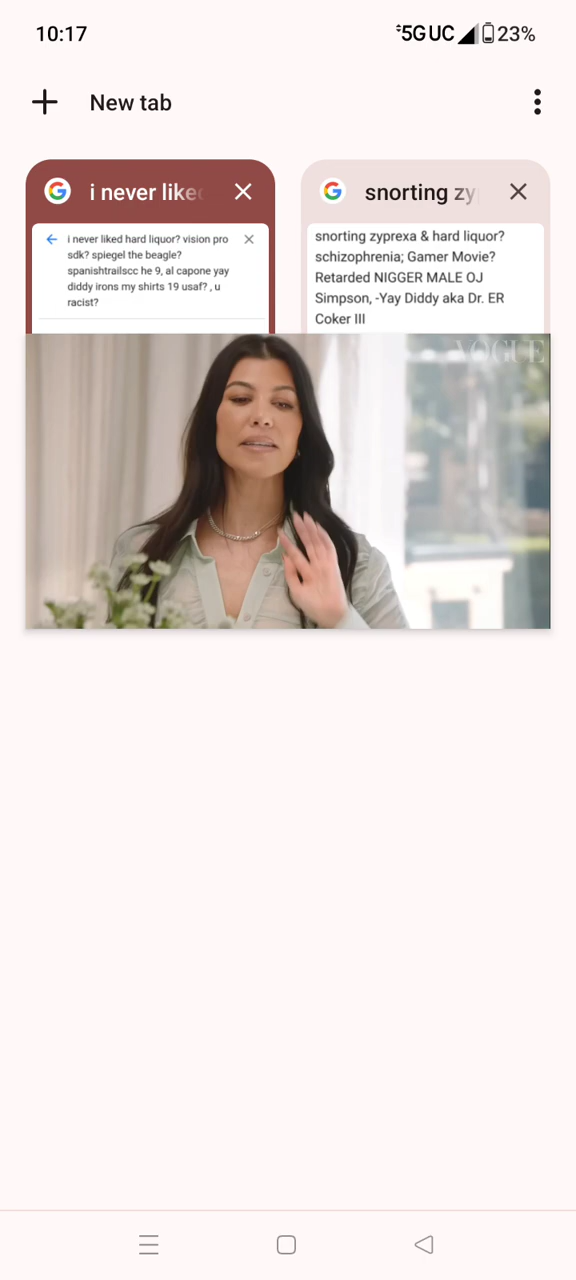 10:17
5G UC 23%
New tab
i never like
snorting zy
i never liked hard liquor? vision pro
sdk? spiegel the beagle?
spanishtrailscc he 9, al capone yay
diddy irons my shirts 19 usaf? , u
racist?
snorting zyprexa & hard liquor?
schizophrenia; Gamer Movie?
Retarded NIGGER MALE OJ
Simpson, -Yay Diddy aka Dr. ER
Coker III
VOGUE